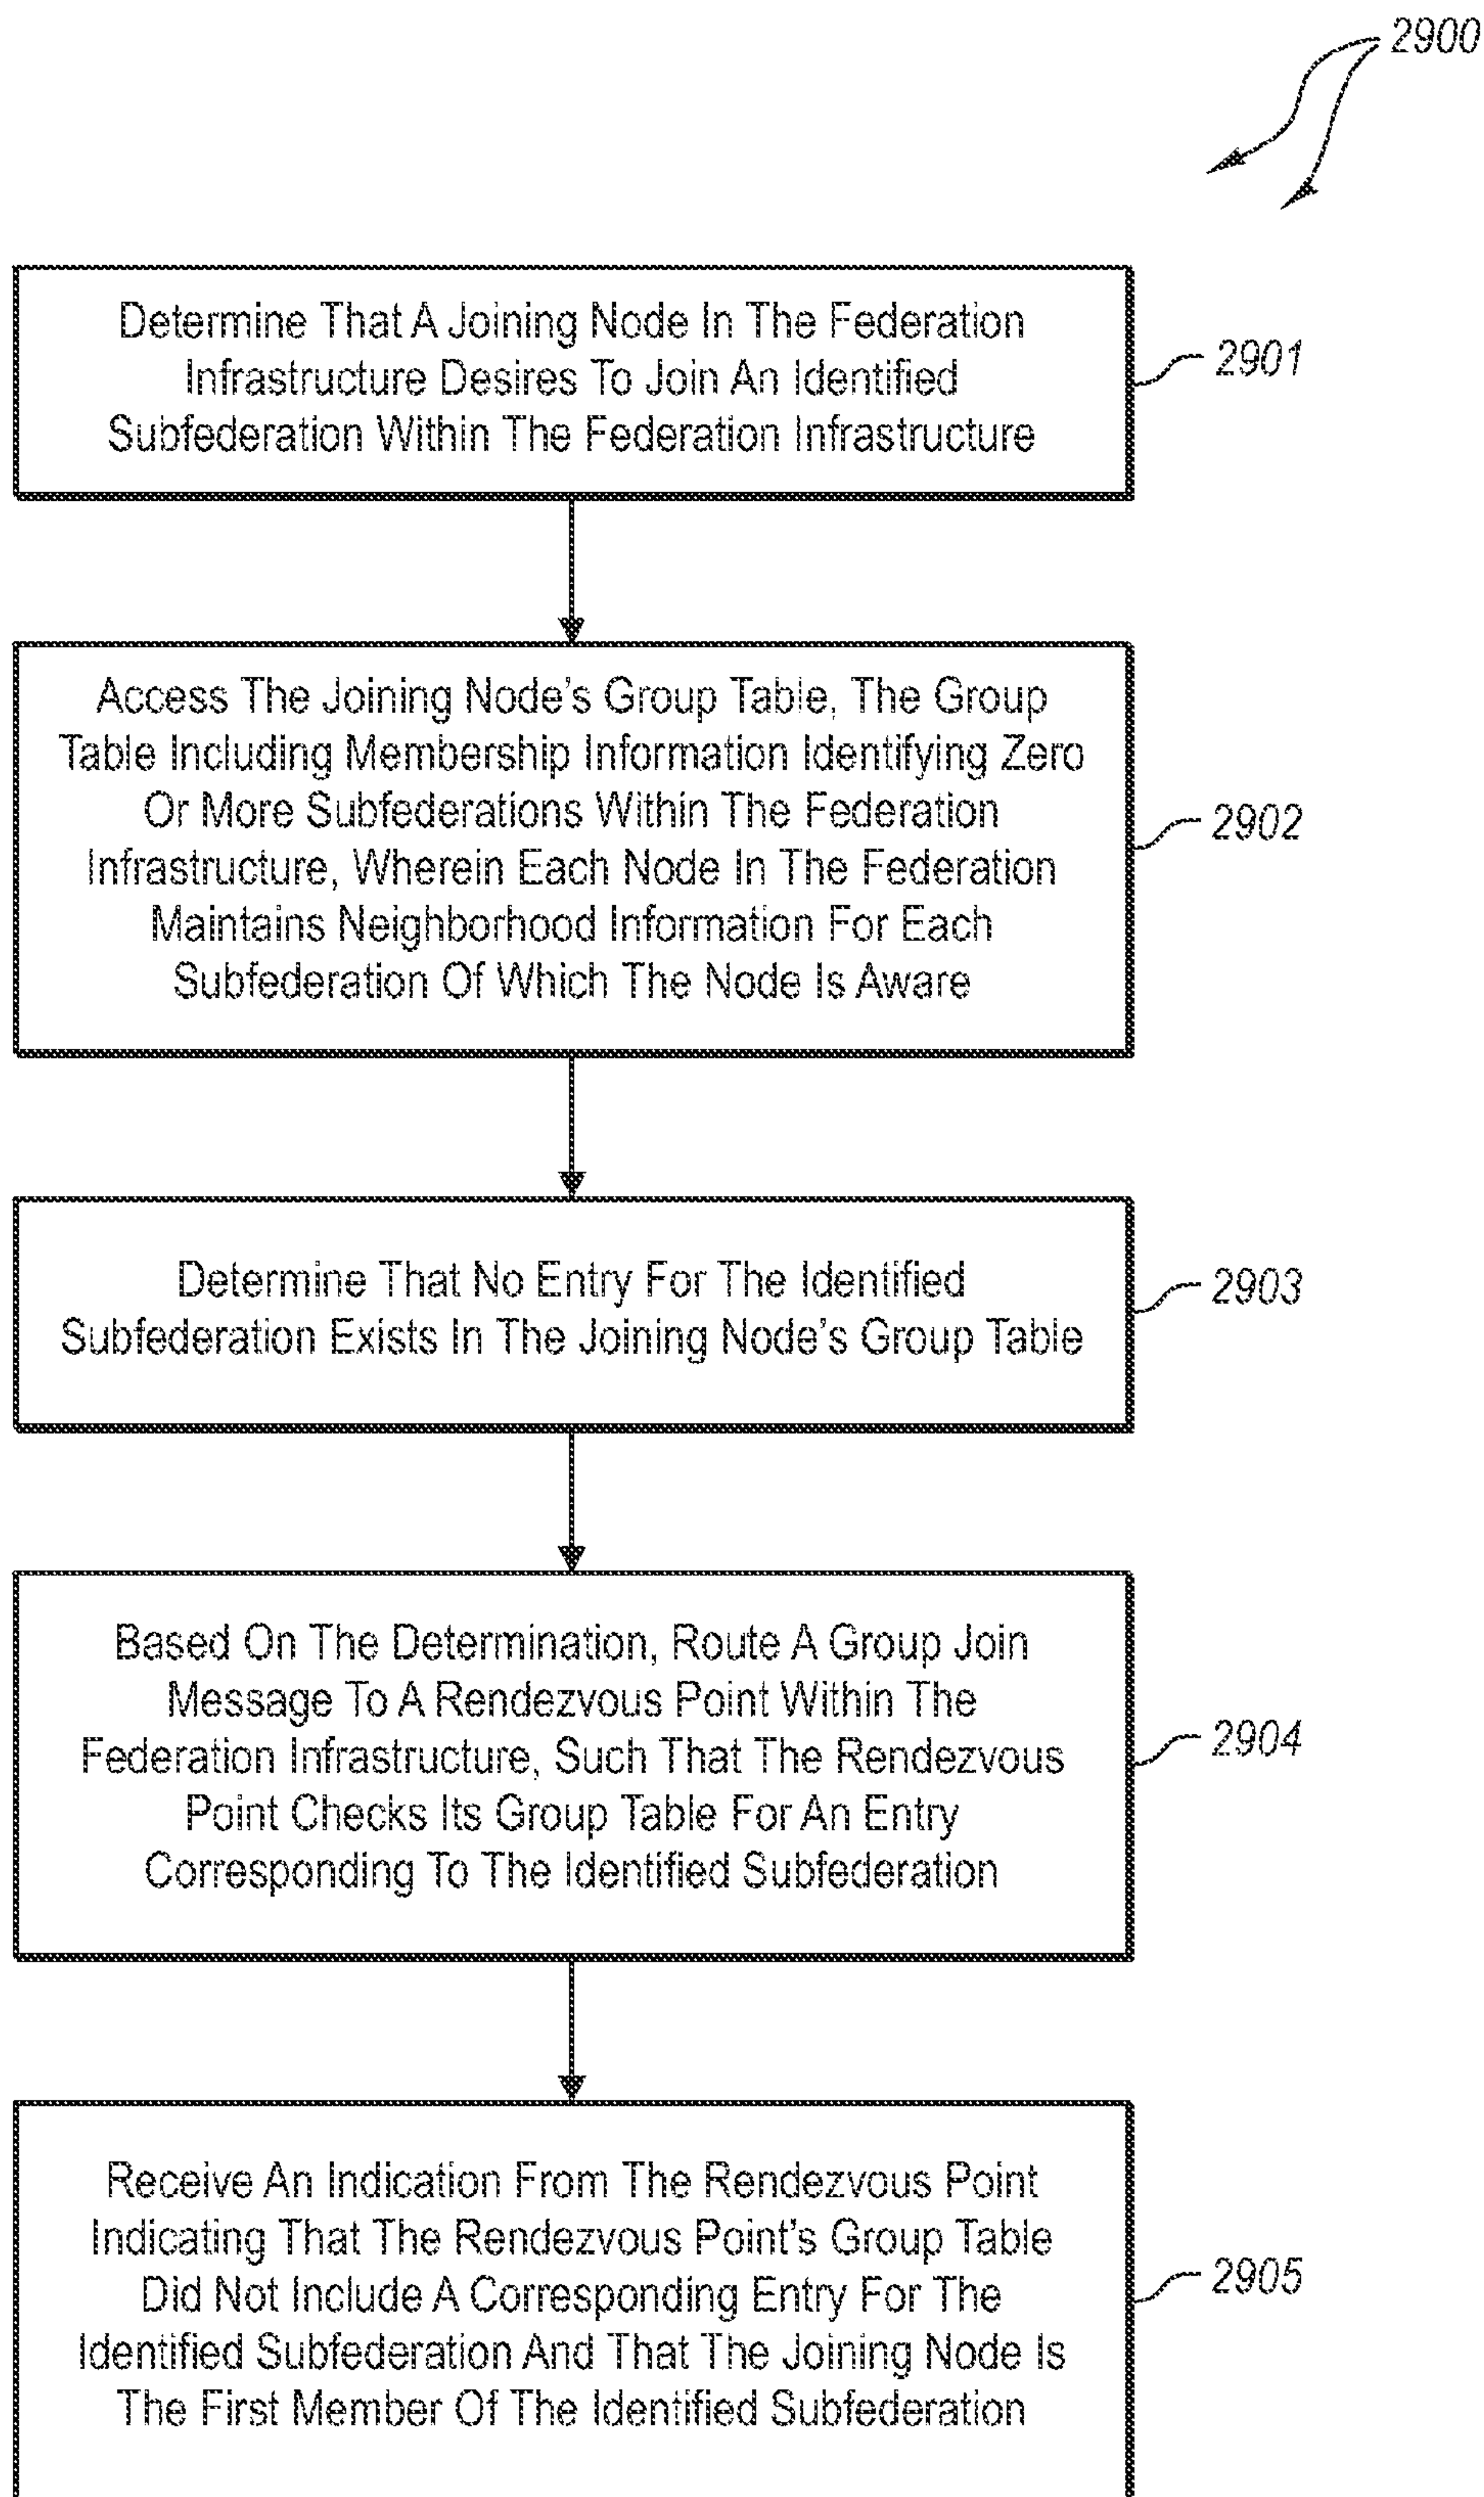 2900
Determine That A Joining Node In The Federation
Infrastructure Desires To Join An Identified
Subfederation Within The Federation Infrastructure
2901
Access The Joining Node's Group Table, The Group
Table Including Membership Information Identifying Zero
Or More Subfederations Within The Federation
Infrastructure, Wherein Each Node In The Federation
Maintains Neighborhood Information For Each
Subfederation Of Which The Node Is Aware
2902
Determine That No Entry For The Identified
Subfederation Exists In The Joining Node's Group Table
2903
Based On The Determination, Route A Group Join
Message To A Rendezvous Point Within The
Federation Infrastructure, Such That The Rendezvous
Point Checks Its Group Table For An Entry
Corresponding To The Identified Subfederation
2904
Receive An Indication From The Rendezvous Point
Indicating That The Rendezvous Point's Group Table
Did Not Include A Corresponding Entry For The
Identified Subfederation And That The Joining Node Is
The First Member Of The Identified Subfederation
2905